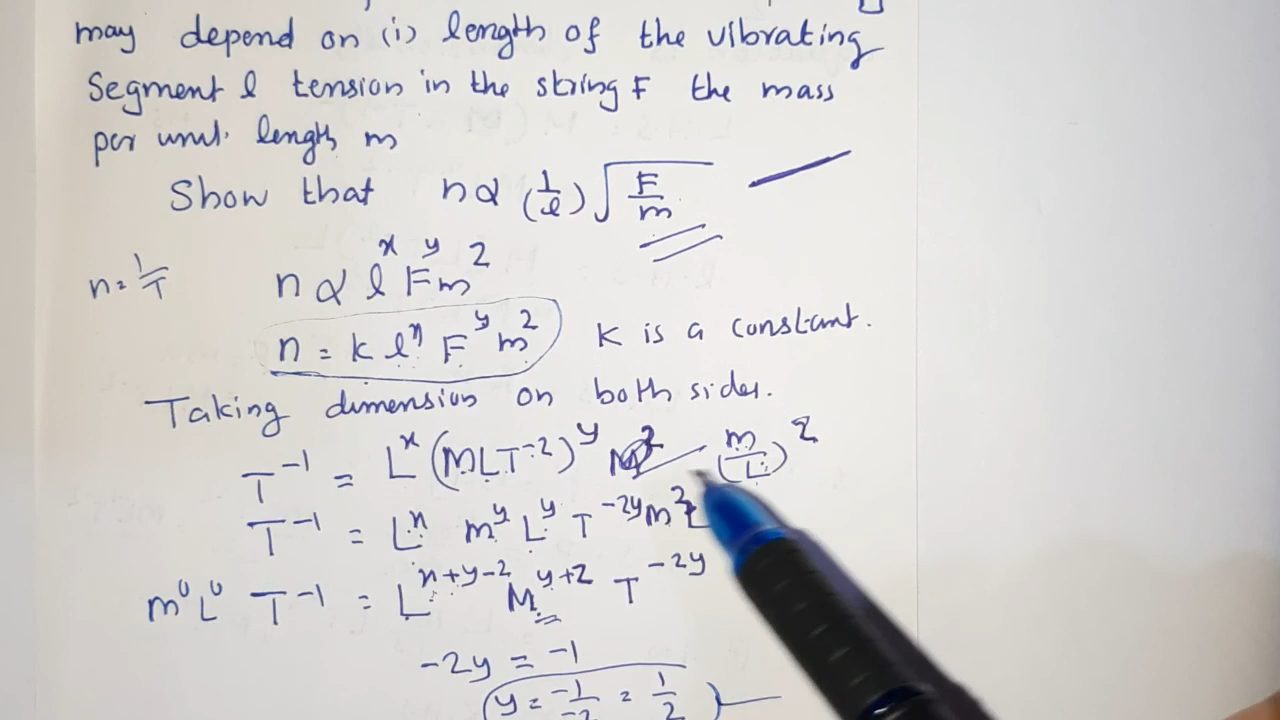 may depend on (i) length of the vibrating
Segment l tension in the string F the mass
per unit. length m
Show that n α (1/l) √F/m
n = 1/T
n α l^x F^y m^z
n = k l^x F^y m^z K is a constant.
Taking dimension on both sides.
T^-1 = L^x (MLT^-2)^y (m/L)^z
T^-1 = L^x m^y L^y T^-2y m^z L
m^0 L^0 T^-1 = L^x+y-z M^y+z T^-2y
-2y = -1
y = -1/-2 = 1/2